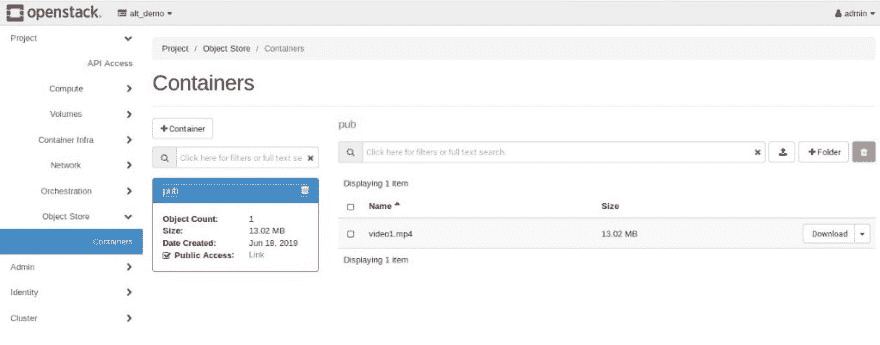 openstack. alt_demo admin
Project
API Access
Compute
Volumes
Container Infra
Network
Orchestration
Object Store
Containers
Admin
Identity
Cluster
Project / Object Store / Containers
Containers
+Container
Click here for filters or full text se
pub
Object Count: 1
Size: 13.02 MB
Date Created: Jun 18, 2019
Public Access: Link
pub
Click here for filters or full text search.
+Folder
Displaying 1 item
Name Size
video1.mp4 13.02 MB Download
Displaying 1 item